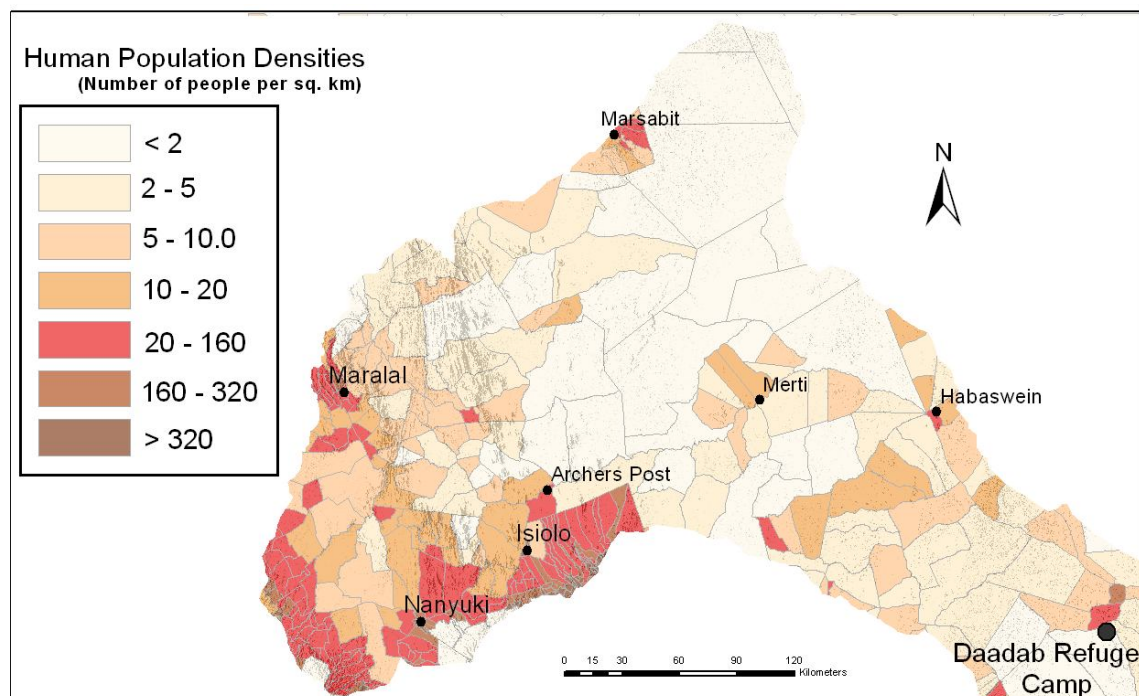 Human Population Densities
(Number of people per sq. km)
< 2
2 - 5
5 - 10.0
10 - 20
20 - 160
160 - 320
> 320
Marsabit
N
Maralal
Merti
Habaswein
Archers Post
Isiolo
Nanyuki
0 15 30 60 90 120
Kilometers
Daadab Refuge
Camp